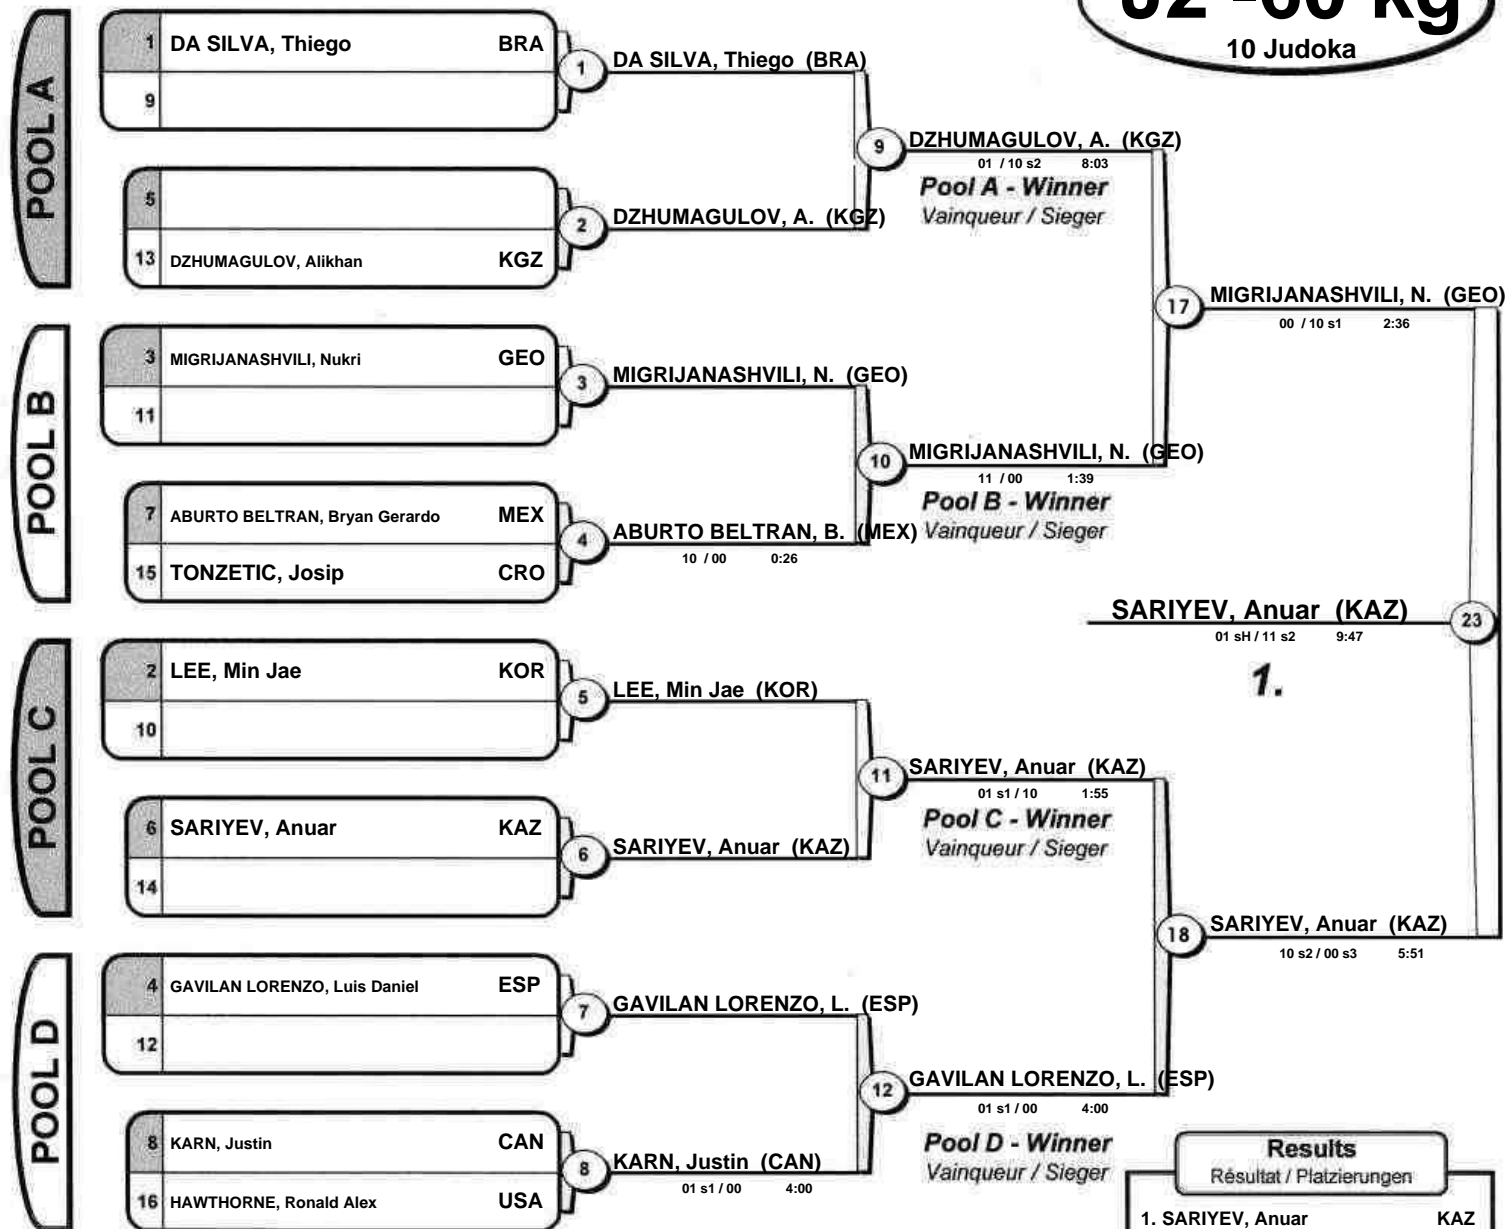 J2 -60 kg
10 Judoka
POOL A
1 DA SILVA, Thiego BRA
9
5
13 DZHUMAGULOV, Alikhan KGZ
1 DA SILVA, Thiego (BRA)
2 DZHUMAGULOV, A. (KGZ)
9 DZHUMAGULOV, A. (KGZ)
01 / 10 s2 8:03
Pool A - Winner
Vainqueur / Sieger
POOL B
3 MIGRIJANASHVILI, Nukri GEO
11
7 ABURTO BELTRAN, Bryan Gerardo MEX
15 TONZETIC, Josip CRO
3 MIGRIJANASHVILI, N. (GEO)
4 ABURTO BELTRAN, B. (MEX)
10 / 00 0:26
10 MIGRIJANASHVILI, N. (GEO)
11 / 00 1:39
Pool B - Winner
Vainqueur / Sieger
17 MIGRIJANASHVILI, N. (GEO)
00 / 10 s1 2:36
SARIYEV, Anuar (KAZ) 23
01 sH / 11 s2 9:47
1.
POOL C
2 LEE, Min Jae KOR
10
6 SARIYEV, Anuar KAZ
14
5 LEE, Min Jae (KOR)
6 SARIYEV, Anuar (KAZ)
11 SARIYEV, Anuar (KAZ)
01 s1 / 10 1:55
Pool C - Winner
Vainqueur / Sieger
18 SARIYEV, Anuar (KAZ)
10 s2 / 00 s3 5:51
POOL D
4 GAVILAN LORENZO, Luis Daniel ESP
12
8 KARN, Justin CAN
16 HAWTHORNE, Ronald Alex USA
7 GAVILAN LORENZO, L. (ESP)
8 KARN, Justin (CAN)
01 s1 / 00 4:00
12 GAVILAN LORENZO, L. (ESP)
01 s1 / 00 4:00
Pool D - Winner
Vainqueur / Sieger
Results
Résultat / Platzierungen
1. SARIYEV, Anuar KAZ